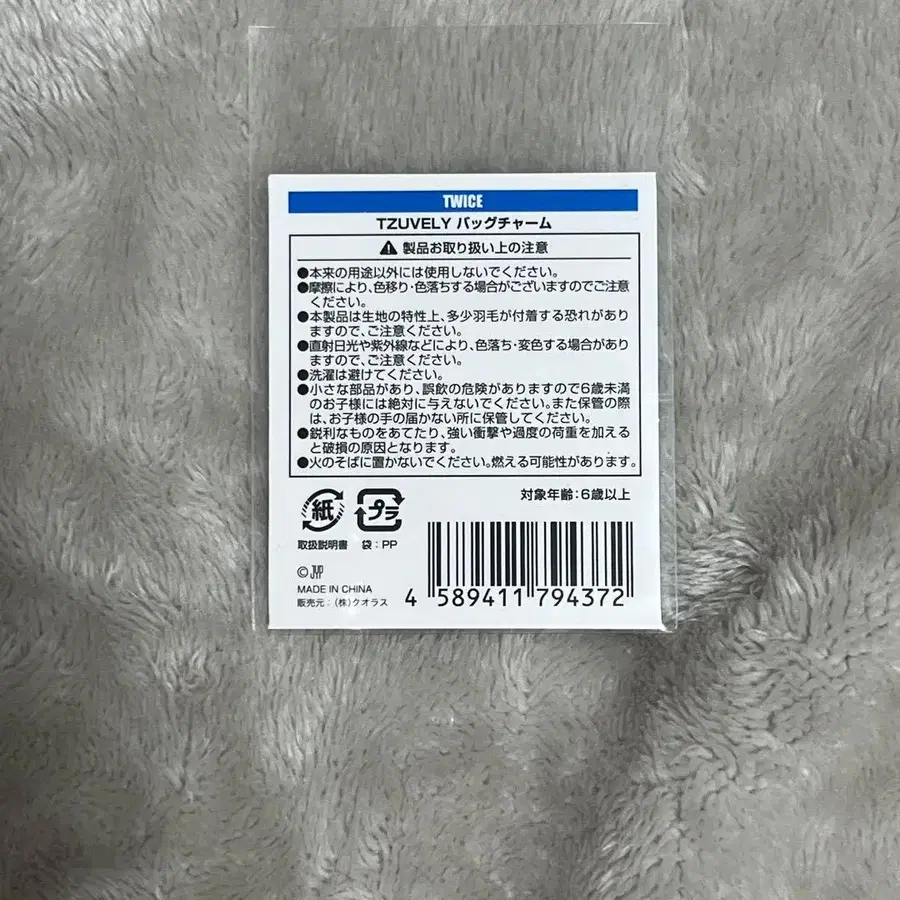 TWICE
TZUVELY バッグチャーム
製品お取り扱い上の注意
●本来の用途以外には使用しないでください。
●摩擦により、色移り・色落ちする場合がございますのでご注意
ください。
●本製品は生地の特性上、多少羽毛が付着する恐れがあり
ますので、ご注意ください。
●直射日光や紫外線などにより、色落ち・変色する場合があり
ますので、ご注意ください。
●洗濯は避けてください。
●小さな部品があり、誤飲の危険がありますので6歳未満
のお子様には絶対に与えないでください。また保管の際
は、お子様の手の届かない所に保管してください。
●鋭利なものをあてたり、強い衝撃や過度の荷重を加える
と破損の原因となります。
●火のそばに置かないでください。燃える可能性があります。
対象年齢：6歳以上
紙 プラ
取扱説明書 袋：PP
© JYP
MADE IN CHINA
販売元：(株)クオラス
4 589411 794372